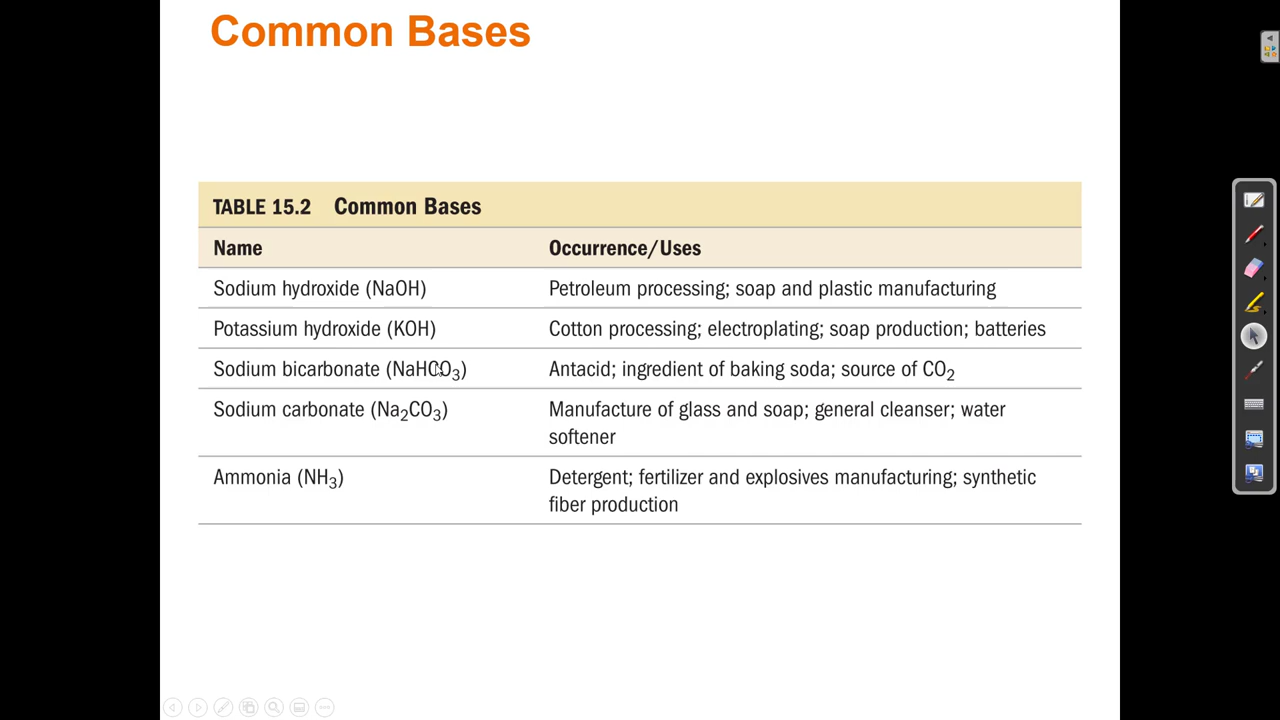 Common Bases
TABLE 15.2 Common Bases
Name Occurrence/Uses
Sodium hydroxide (NaOH) Petroleum processing; soap and plastic manufacturing
Potassium hydroxide (KOH) Cotton processing; electroplating; soap production; batteries
Sodium bicarbonate (NaHCO₃) Antacid; ingredient of baking soda; source of CO₂
Sodium carbonate (Na₂CO₃) Manufacture of glass and soap; general cleanser; water
softener
Ammonia (NH₃) Detergent; fertilizer and explosives manufacturing; synthetic
fiber production